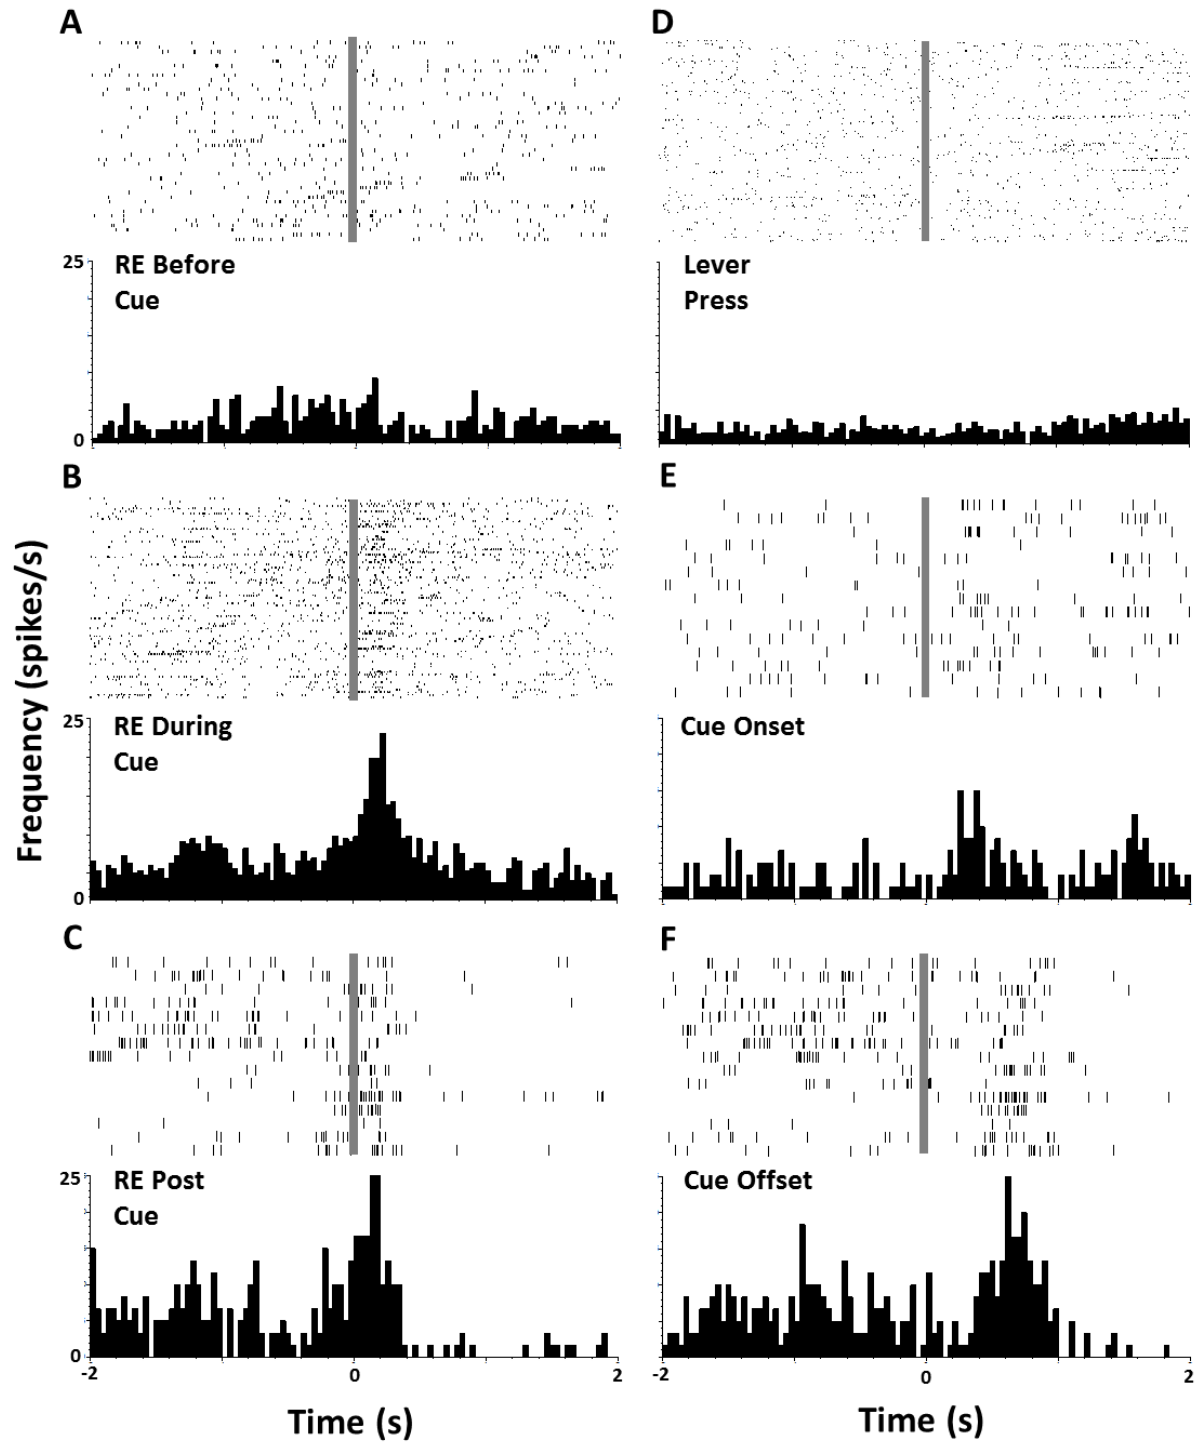 A
25
RE Before
Cue
0
D
Lever
Press
B
25
RE During
Cue
0
E
Cue Onset
C
25
RE Post
Cue
0
-2
0
2
Time (s)
F
Cue Offset
-2
0
2
Time (s)
Frequency (spikes/s)